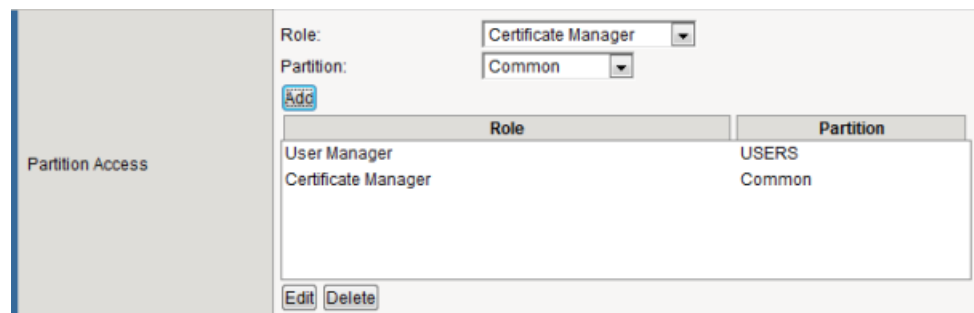 Role: Certificate Manager
Partition: Common
Add
Role Partition
Partition Access
User Manager USERS
Certificate Manager Common
Edit Delete